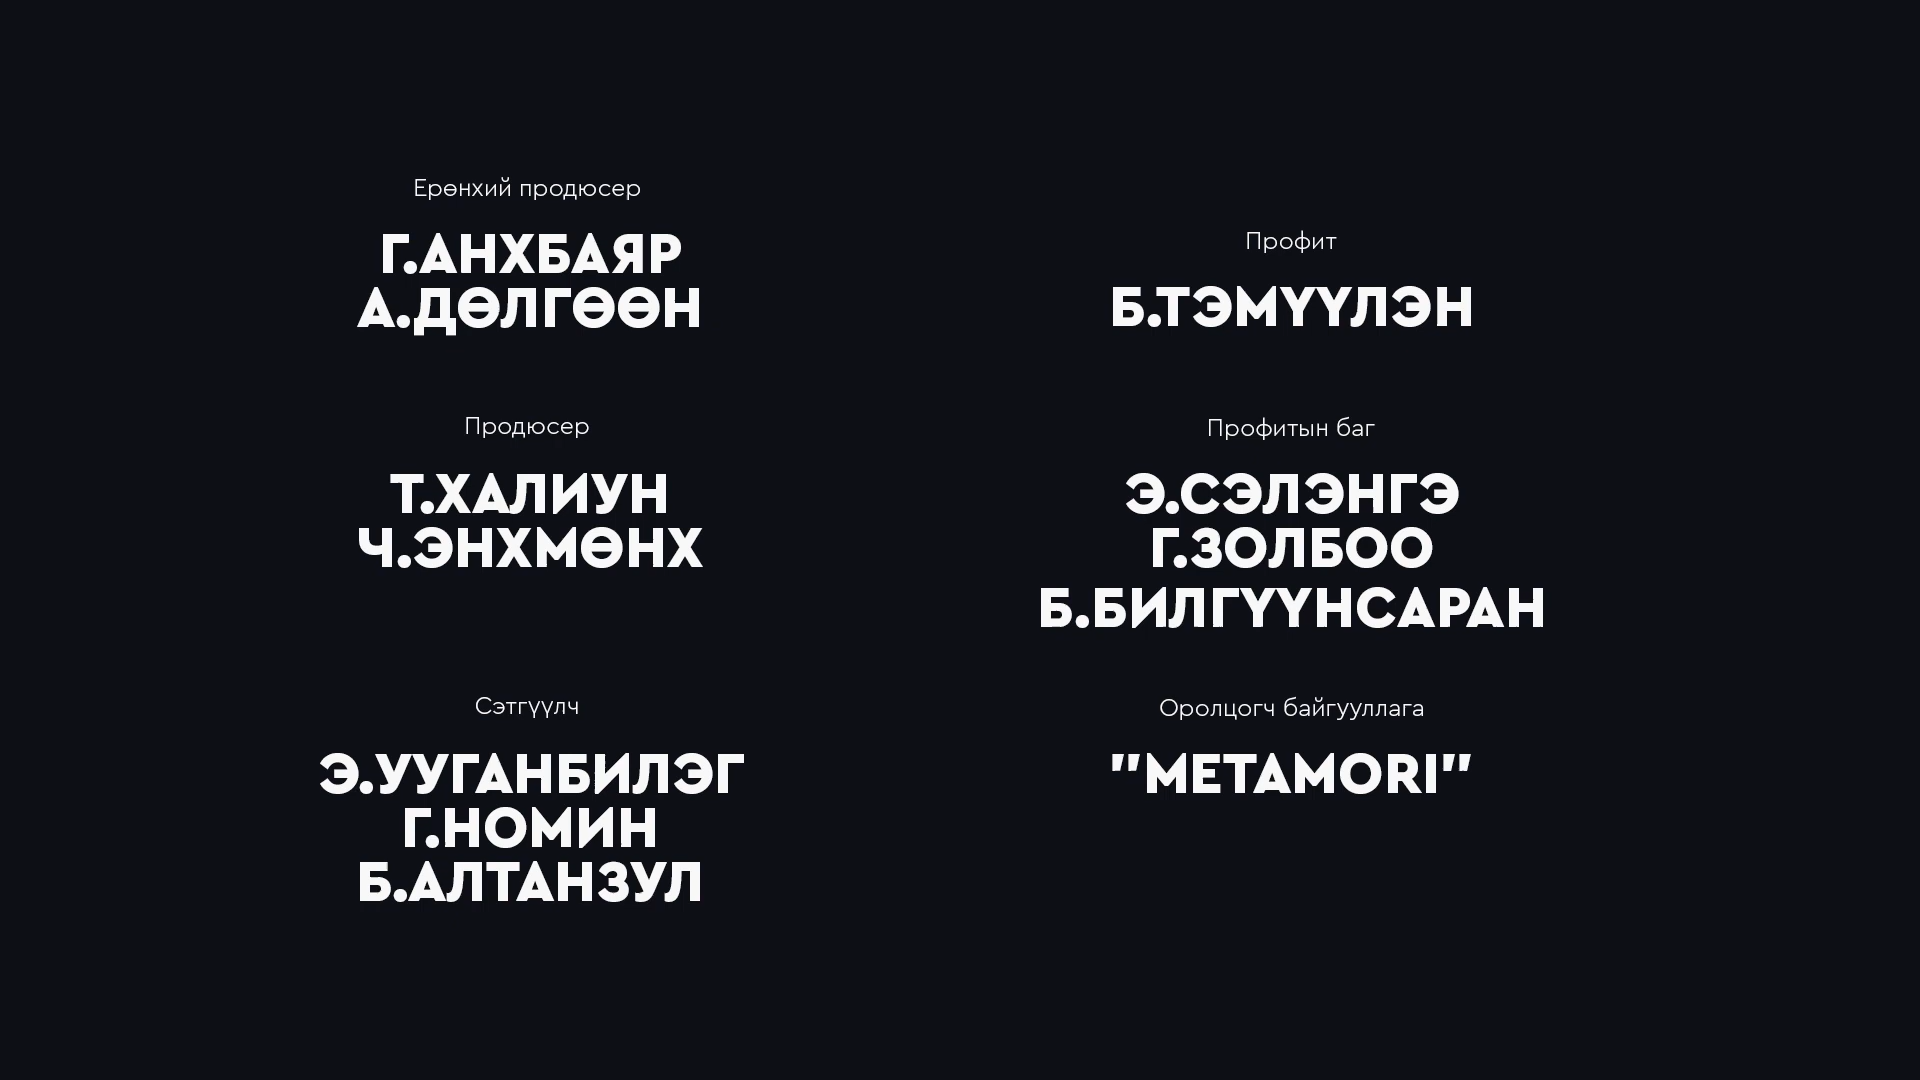 Ерөнхий продюсер
Г.АНХБАЯР
А.ДӨЛГӨӨН
Продюсер
Т.ХАЛИУН
Ч.ЭНХМӨНХ
Сэтгүүлч
Э.УУГАНБИЛЭГ
Г.НОМИН
Б.АЛТАНЗУЛ
Профит
Б.ТЭМҮҮЛЭН
Профитын баг
Э.СЭЛЭНГЭ
Г.ЗОЛБОО
Б.БИЛГҮҮНСАРАН
Оролцогч байгууллага
"METAMORI"